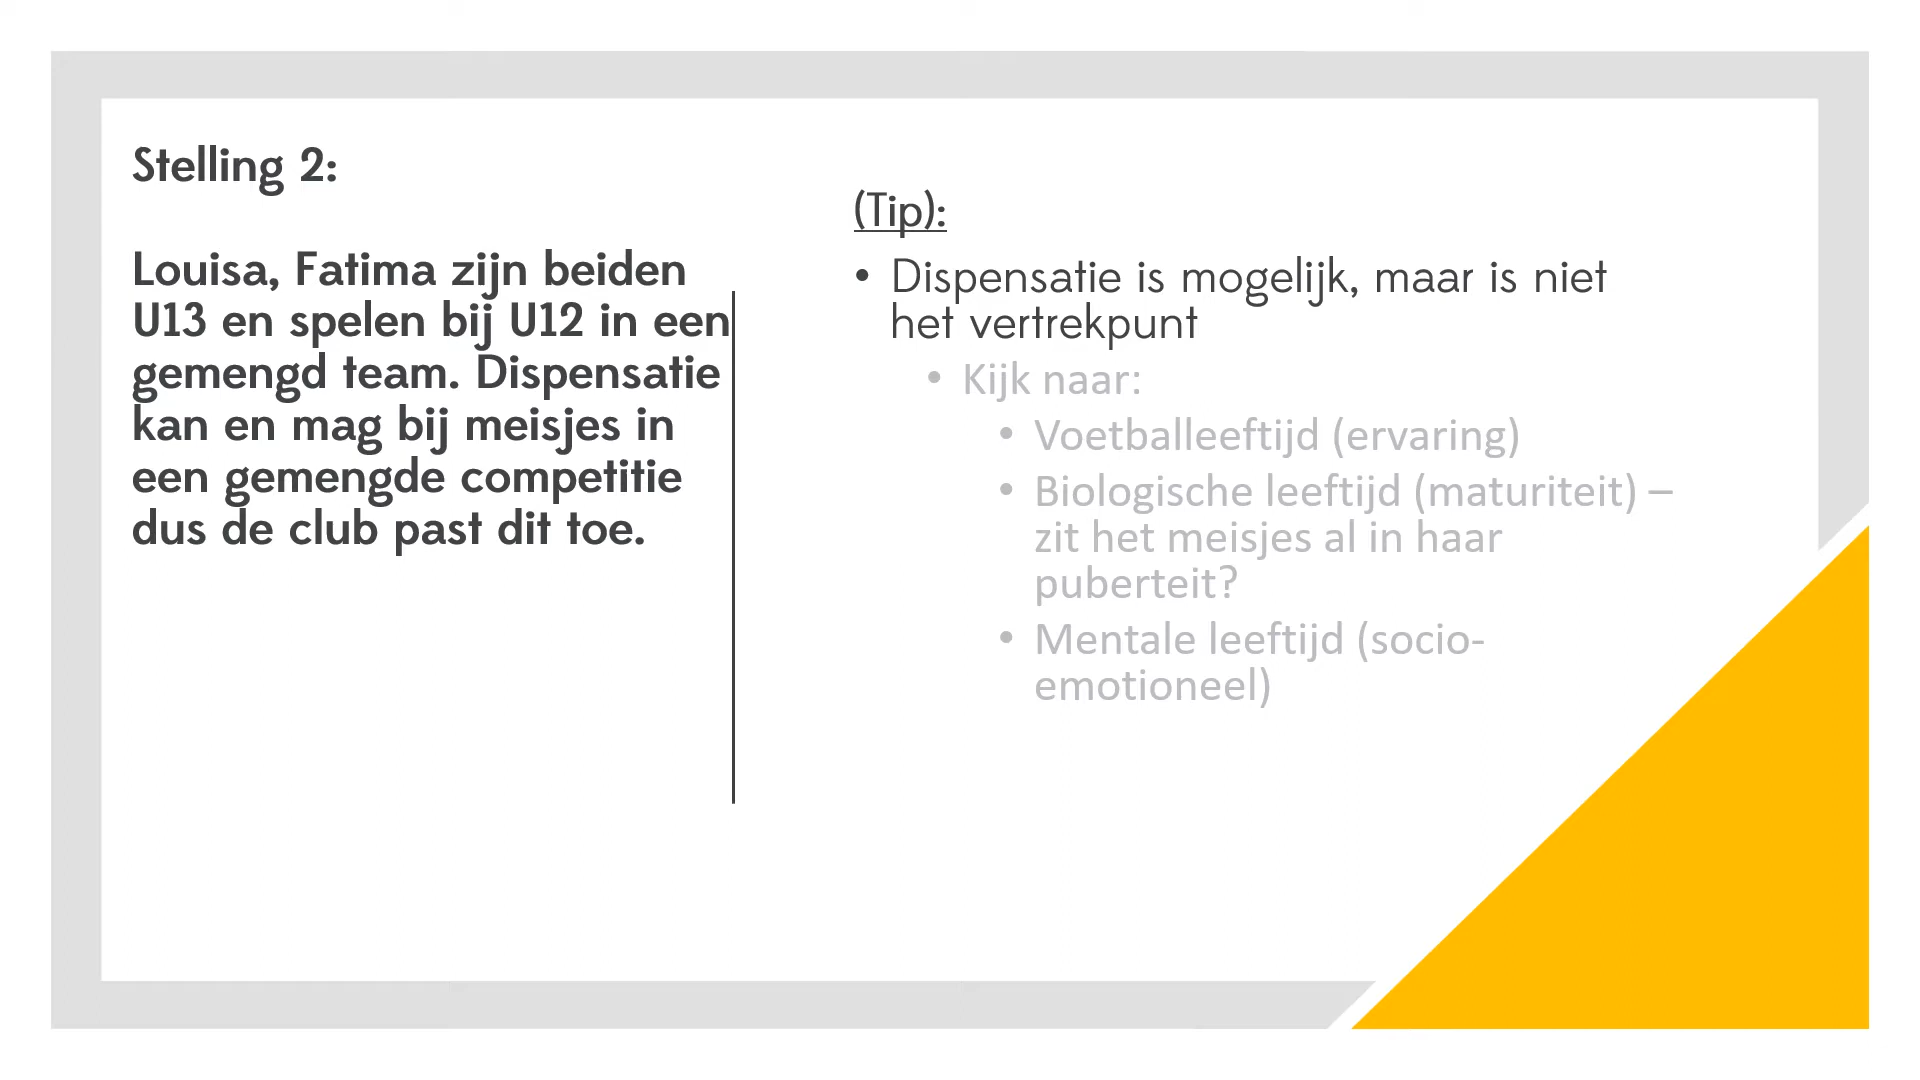 Stelling 2:
Louisa, Fatima zijn beiden
U13 en spelen bij U12 in een
gemengd team. Dispensatie
kan en mag bij meisjes in
een gemengde competitie
dus de club past dit toe.
(Tip):
• Dispensatie is mogelijk, maar is niet
het vertrekpunt
• Kijk naar:
• Voetballeeftijd (ervaring)
• Biologische leeftijd (maturiteit) –
zit het meisjes al in haar
puberteit?
• Mentale leeftijd (socio-
emotioneel)